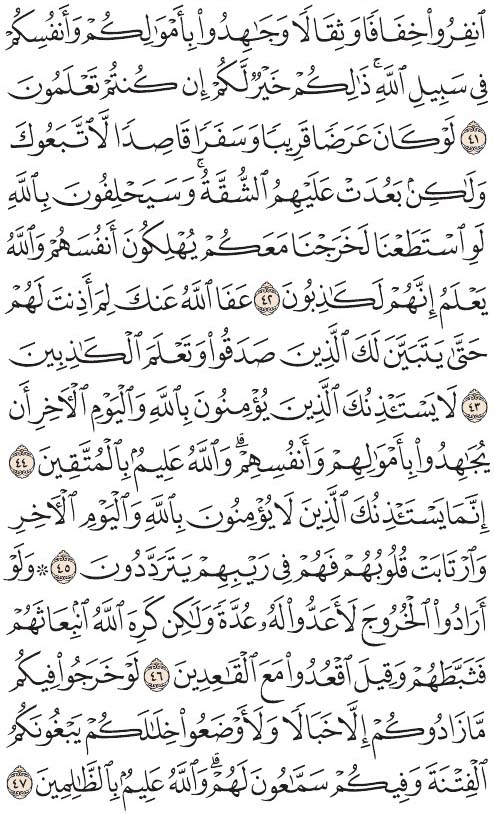 ٱنفِرُواْ خِفَافٗا وَثِقَالٗا وَجَٰهِدُواْ بِأَمۡوَٰلِكُمۡ وَأَنفُسِكُمۡ
فِي سَبِيلِ ٱللَّهِۚ ذَٰلِكُمۡ خَيۡرٞ لَّكُمۡ إِن كُنتُمۡ تَعۡلَمُونَ
٤١ لَوۡ كَانَ عَرَضٗا قَرِيبٗا وَسَفَرٗا قَاصِدٗا لَّٱتَّبَعُوكَ
وَلَٰكِنۢ بَعُدَتۡ عَلَيۡهِمُ ٱلشُّقَّةُۚ وَسَيَحۡلِفُونَ بِٱللَّهِ
لَوِ ٱسۡتَطَعۡنَا لَخَرَجۡنَا مَعَكُمۡ يُهۡلِكُونَ أَنفُسَهُمۡ وَٱللَّهُ
يَعۡلَمُ إِنَّهُمۡ لَكَٰذِبُونَ ٤٢ عَفَا ٱللَّهُ عَنكَ لِمَ أَذِنتَ لَهُمۡ
حَتَّىٰ يَتَبَيَّنَ لَكَ ٱلَّذِينَ صَدَقُواْ وَتَعۡلَمَ ٱلۡكَٰذِبِينَ
٤٣ لَا يَسۡتَـٔۡذِنُكَ ٱلَّذِينَ يُؤۡمِنُونَ بِٱللَّهِ وَٱلۡيَوۡمِ ٱلۡأٓخِرِ أَن
يُجَٰهِدُواْ بِأَمۡوَٰلِهِمۡ وَأَنفُسِهِمۡۗ وَٱللَّهُ عَلِيمُۢ بِٱلۡمُتَّقِينَ ٤٤
إِنَّمَا يَسۡتَـٔۡذِنُكَ ٱلَّذِينَ لَا يُؤۡمِنُونَ بِٱللَّهِ وَٱلۡيَوۡمِ ٱلۡأٓخِرِ
وَٱرۡتَابَتۡ قُلُوبُهُمۡ فَهُمۡ فِي رَيۡبِهِمۡ يَتَرَدَّدُونَ ٤٥ ۞ وَلَوۡ
أَرَادُواْ ٱلۡخُرُوجَ لَأَعَدُّواْ لَهُۥ عُدَّةٗ وَلَٰكِن كَرِهَ ٱللَّهُ ٱنۢبِعَاثَهُمۡ
فَثَبَّطَهُمۡ وَقِيلَ ٱقۡعُدُواْ مَعَ ٱلۡقَٰعِدِينَ ٤٦ لَوۡ خَرَجُواْ فِيكُم
مَّا زَادُوكُمۡ إِلَّا خَبَالٗا وَلَأَوۡضَعُواْ خِلَٰلَكُمۡ يَبۡغُونَكُمُ
ٱلۡفِتۡنَةَ وَفِيكُمۡ سَمَّٰعُونَ لَهُمۡۗ وَٱللَّهُ عَلِيمُۢ بِٱلظَّٰلِمِينَ ٤٧